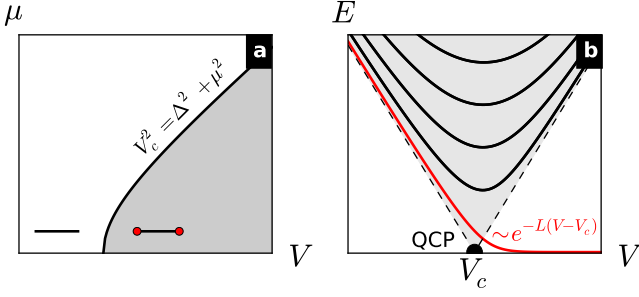 μ E
a b
V_c^2 = Δ^2 + μ^2
QCP ~e^{-L(V-V_c)}
V V_c V